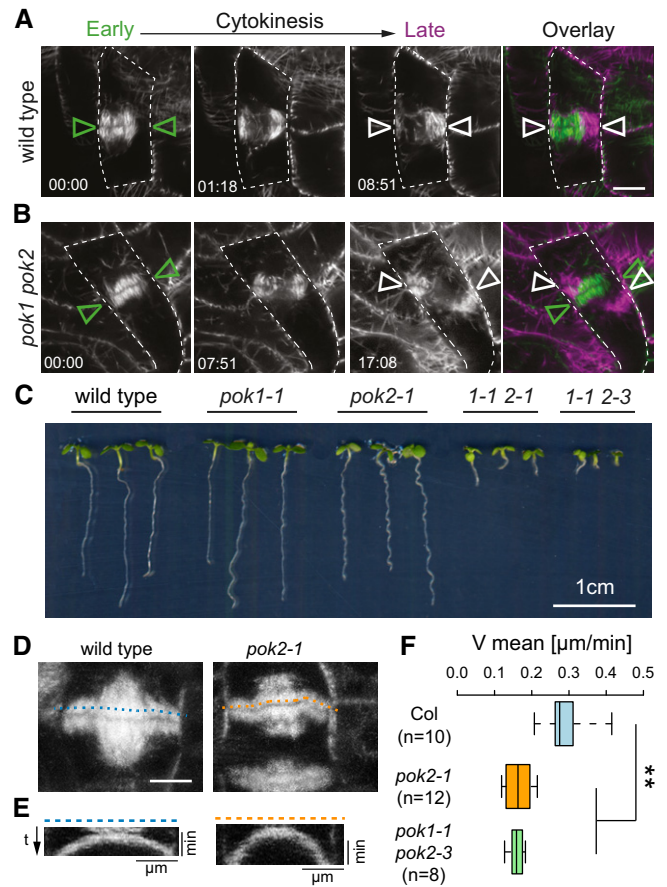 A
Early
Cytokinesis
Late
Overlay
wild type
00:00
01:18
08:51
B
pok1 pok2
00:00
07:51
17:08
C
wild type
pok1-1
pok2-1
1-1 2-1
1-1 2-3
1cm
D
wild type
pok2-1
E
t
min
µm
min
µm
F
V mean [µm/min]
0.0 0.1 0.2 0.3 0.4 0.5
Col
(n=10)
pok2-1
(n=12)
pok1-1
pok2-3
(n=8)
**